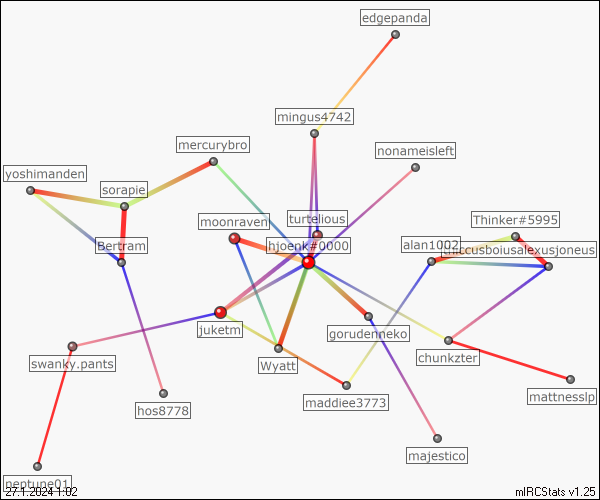 edgepanda
mingus4742
mercurybro
nonameisleft
yoshimanden
sorapie
moonraven
turtelious
Thinker#5995
Bertram
hjoenk#0000
alan1002
juketm
gorudenneko
swanky.pants
Wyatt
chunkzter
hos8778
maddiee3773
mattnesslp
majestico
neptune01
27.1.2024 1:02
mIRCStats v1.25